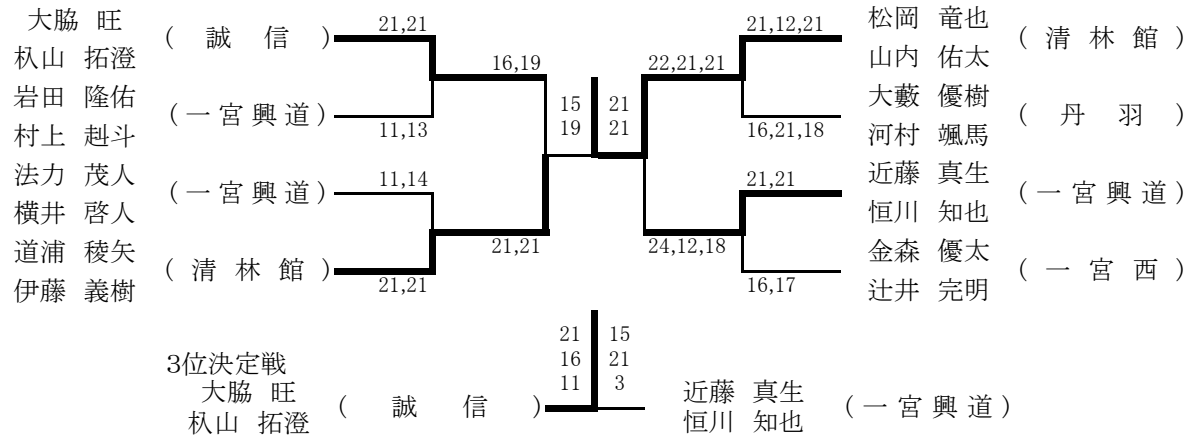 大脇 旺
杁山 拓澄
( 誠 信 )
21,21
岩田 隆佑
村上 赳斗
(一宮興道)
11,13
16,19
法力 茂人
横井 啓人
(一宮興道)
11,14
道浦 稜矢
伊藤 義樹
( 清 林 館 )
21,21
21,21
15 21
19 21
松岡 竜也
山内 佑太
( 清 林 館 )
21,12,21
22,21,21
大藪 優樹
河村 颯馬
( 丹 羽 )
16,21,18
近藤 真生
恒川 知也
(一宮興道)
21,21
24,12,18
金森 優太
辻井 完明
( 一 宮 西 )
16,17
3位決定戦
大脇 旺
杁山 拓澄
( 誠 信 )
21 15
16 21
11 3
近藤 真生
恒川 知也
(一宮興道)